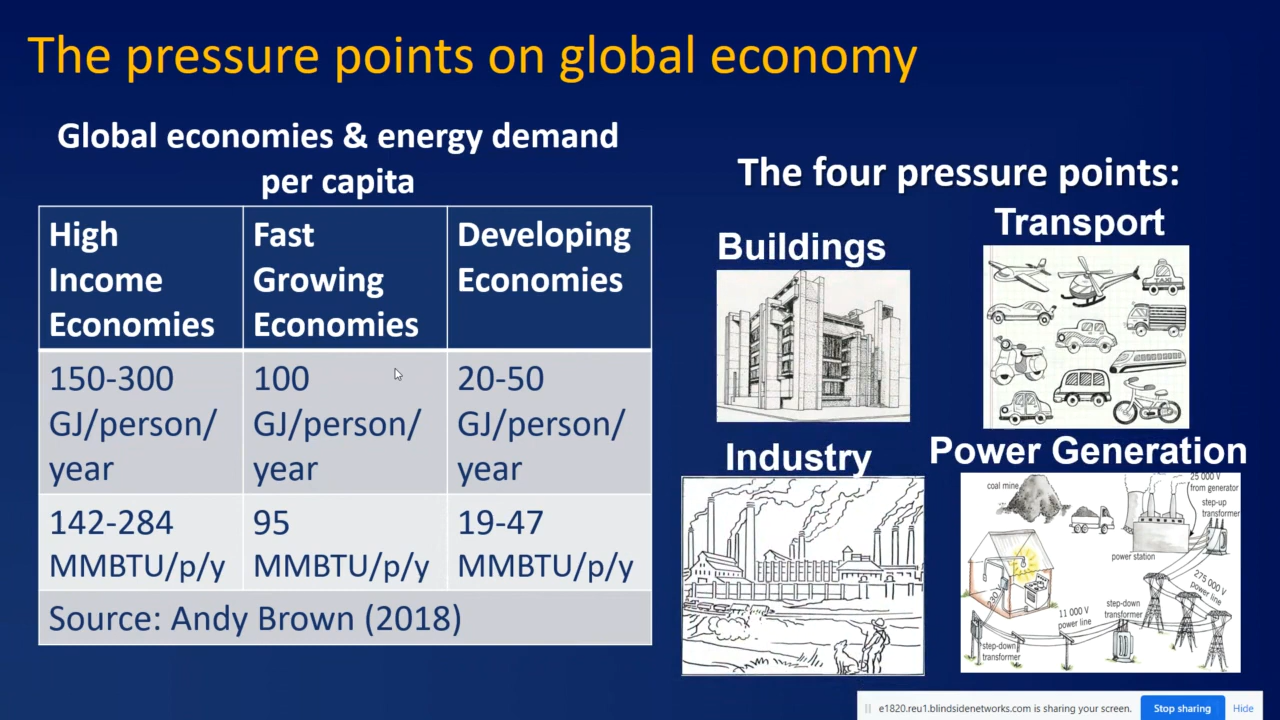 The pressure points on global economy
Global economies & energy demand
per capita
High
Income
Economies
Fast
Growing
Economies
Developing
Economies
150-300
GJ/person/
year
100
GJ/person/
year
20-50
GJ/person/
year
142-284
MMBTU/p/y
95
MMBTU/p/y
19-47
MMBTU/p/y
Source: Andy Brown (2018)
The four pressure points:
Buildings
Transport
TAXI
Industry
Power Generation
coal mine
25 000 V
from generator
step-up
transformer
power station
275 000 V
power line
11 000 V
power line
step-down
transformer
step-down
transformer
e1820.reu1.blindsidenetworks.com is sharing your screen.
Stop sharing
Hide